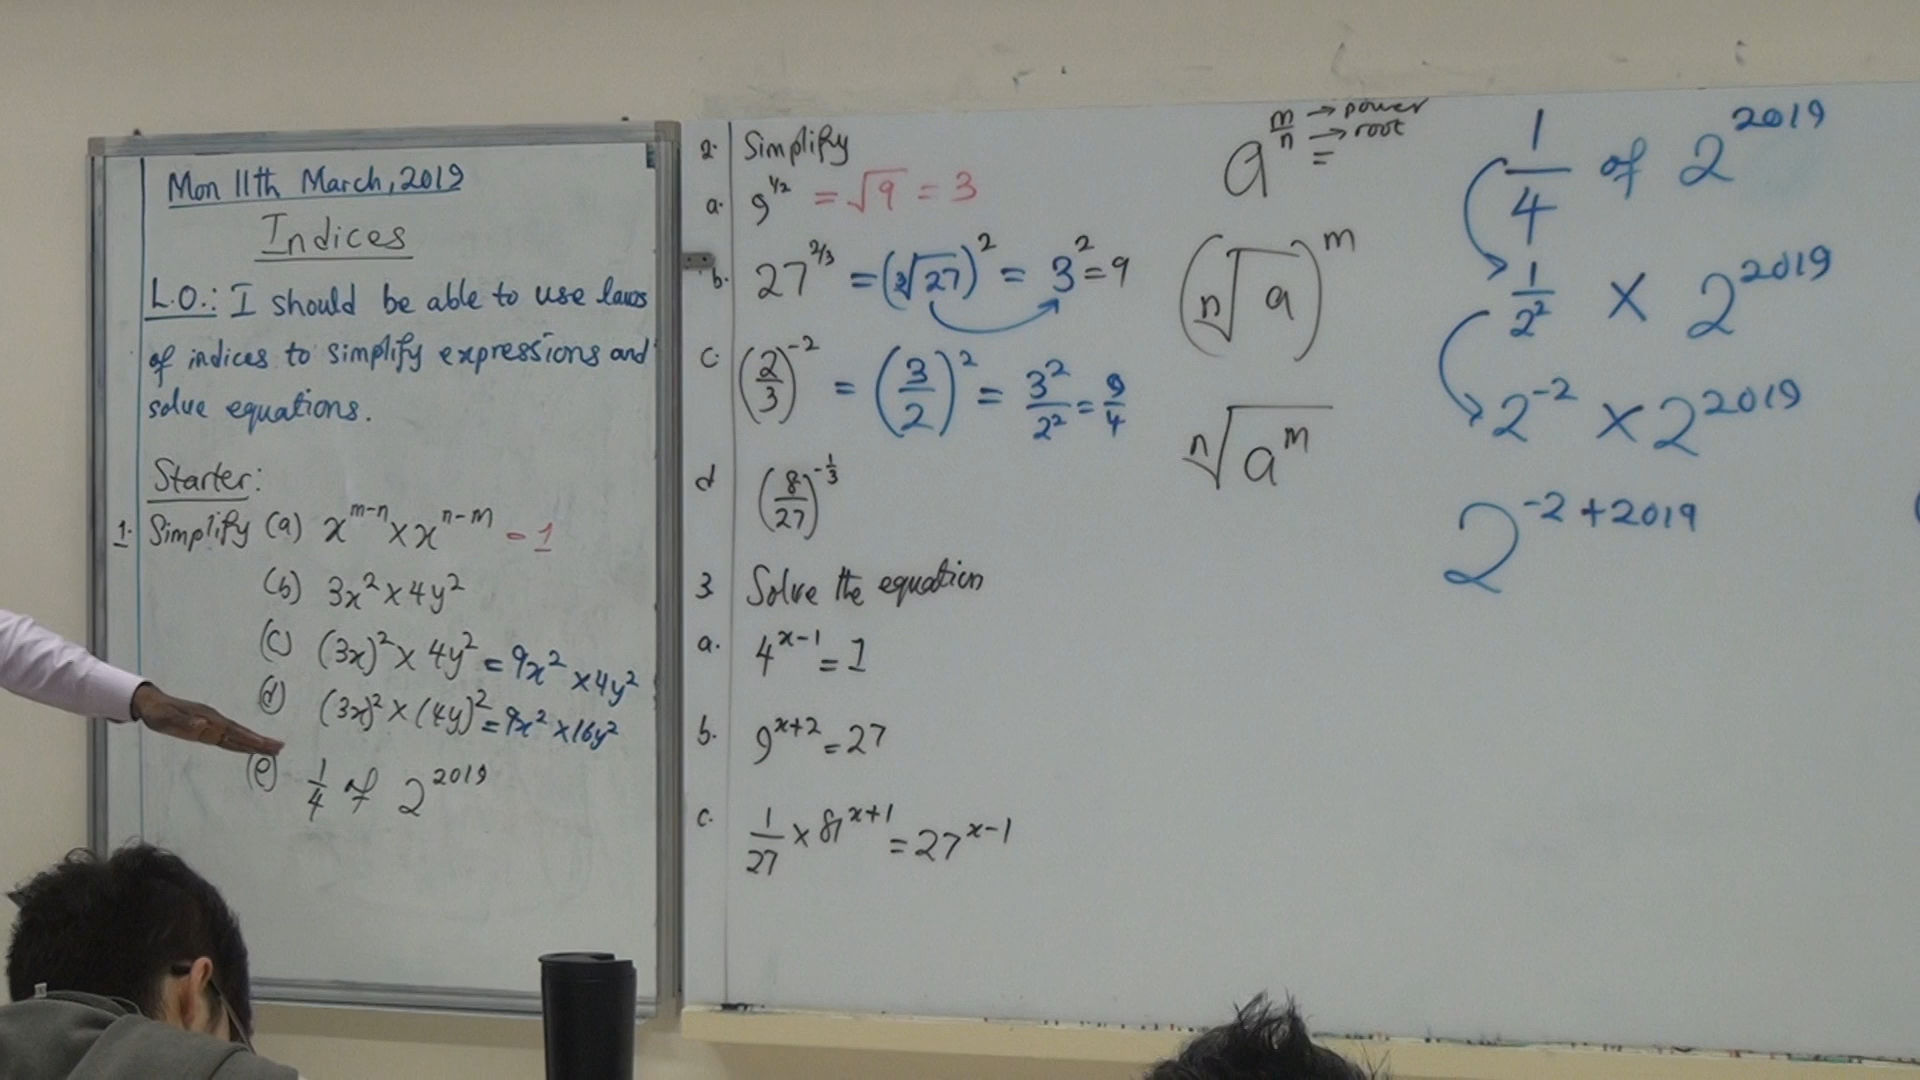 Mon 11th March, 2019
Indices
L.O.: I should be able to use laws
of indices to simplify expressions and
solve equations.
Starter:
1. Simplify (a) x^{m-n} × x^{n-m} = 1
(b) 3x² × 4y²
(c) (3x)² × 4y² = 9x² × 4y²
(d) (3x)² × (4y)² = 9x² × 16y²
(e) 1/4 of 2^{2019}
2. Simplify
a. 9^{1/2} = √9 = 3
b. 27^{2/3} = (³√27)² = 3² = 9
c. (2/3)^{-2} = (3/2)² = 3²/2² = 9/4
d (8/27)^{-1/3}
3 Solve the equation
a. 4^{x-1} = 1
b. 9^{x+2} = 27
c. 1/27 × 81^{x+1} = 27^{x-1}
a^{m/n} m → power
n → root
=
(ⁿ√a)^m
ⁿ√a^m
1/4 of 2^{2019}
1/2² × 2^{2019}
2^{-2} × 2^{2019}
2^{-2+2019}